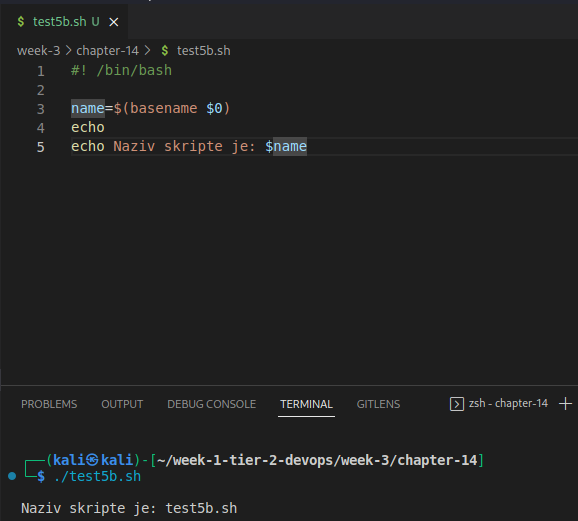 $ test5b.sh U ×
week-3 > chapter-14 > $ test5b.sh
1 #! /bin/bash
2
3 name=$(basename $0)
4 echo
5 echo Naziv skripte je: $name
PROBLEMS OUTPUT DEBUG CONSOLE TERMINAL GITLENS zsh - chapter-14 +
┌──(kali㉿kali)-[~/week-1-tier-2-devops/week-3/chapter-14]
└─$ ./test5b.sh
Naziv skripte je: test5b.sh